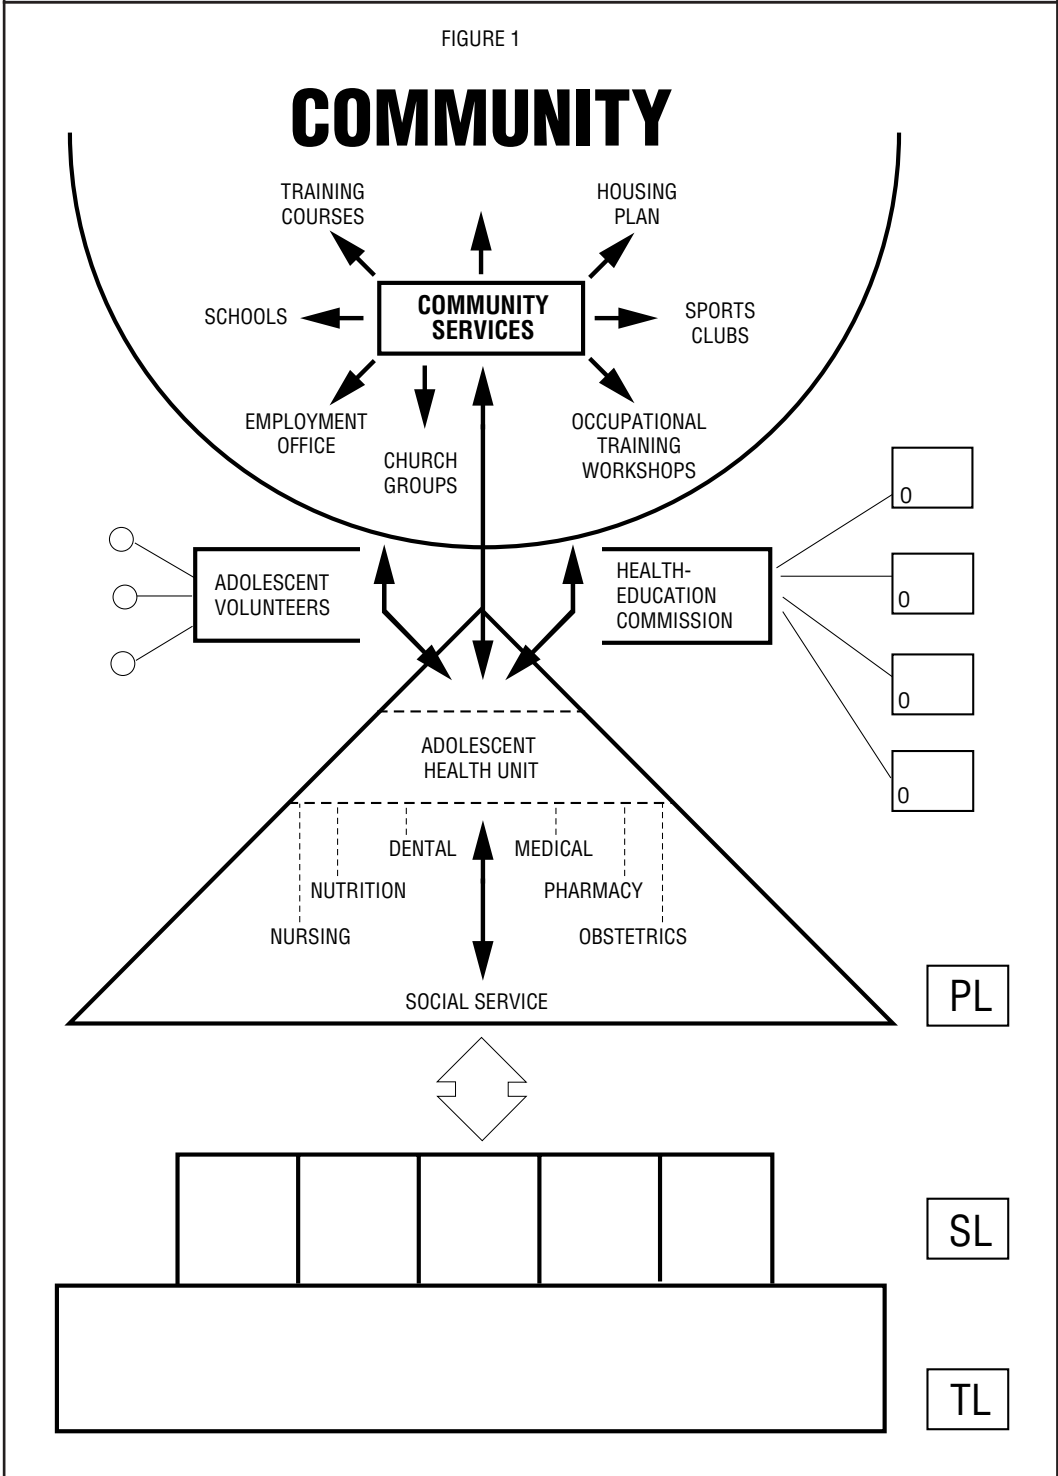 FIGURE 1
COMMUNITY
TRAINING
COURSES
HOUSING
PLAN
SCHOOLS
COMMUNITY
SERVICES
SPORTS
CLUBS
EMPLOYMENT
OFFICE
CHURCH
GROUPS
OCCUPATIONAL
TRAINING
WORKSHOPS
ADOLESCENT
VOLUNTEERS
HEALTH-
EDUCATION
COMMISSION
0
0
0
0
ADOLESCENT
HEALTH UNIT
DENTAL
MEDICAL
NUTRITION
PHARMACY
NURSING
OBSTETRICS
SOCIAL SERVICE
PL
SL
TL